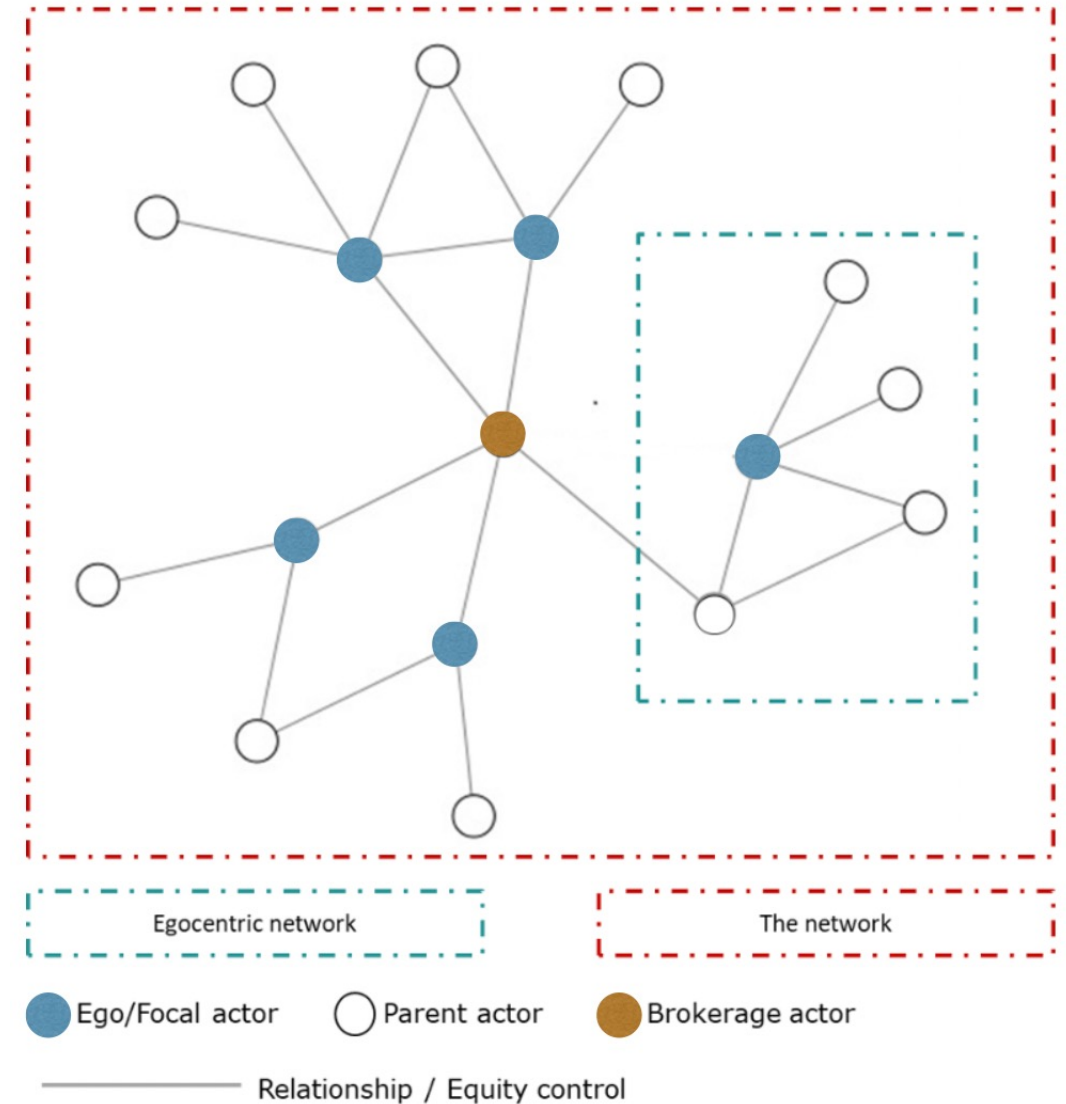 Egocentric network
The network
Ego/Focal actor
Parent actor
Brokerage actor
Relationship / Equity control